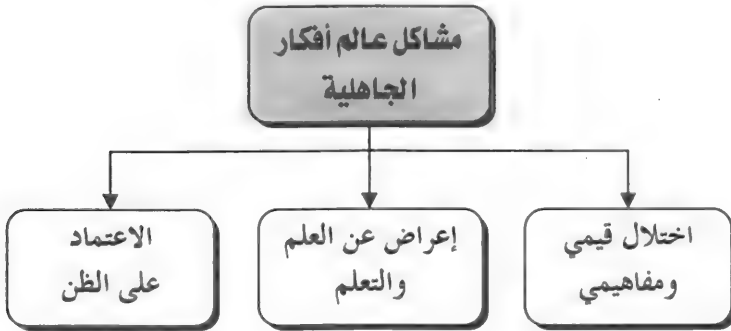 مشاكل عالم أفكار
الجاهلية
اختلال قيمي
ومفاهيمي
إعراض عن العلم
والتعلم
الاعتماد
على الظن